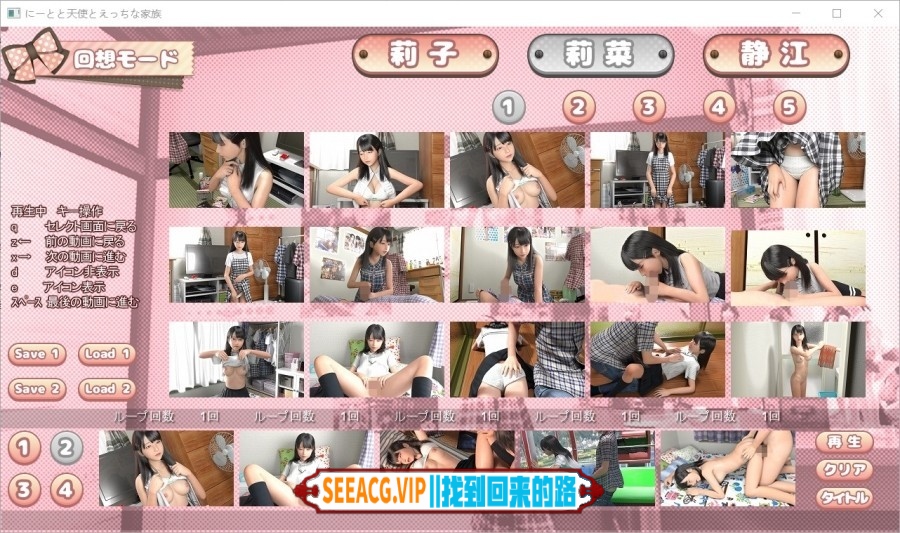 にーとと天使とえっちな家族
回想モード
莉子
莉菜
静江
1
2
3
4
5
再生中 キー操作
q セレクト画面に戻る
z← 前の動画に戻る
x→ 次の動画に進む
d アイコン非表示
e アイコン表示
スペース 最後の動画に進む
Save 1
Load 1
Save 2
Load 2
ループ回数 1回 ループ回数 1回 ループ回数 1回 ループ回数 1回 ループ回数 1回
1
2
3
4
再生
クリア
タイトル
SEEACG.VIP||找到回来的路